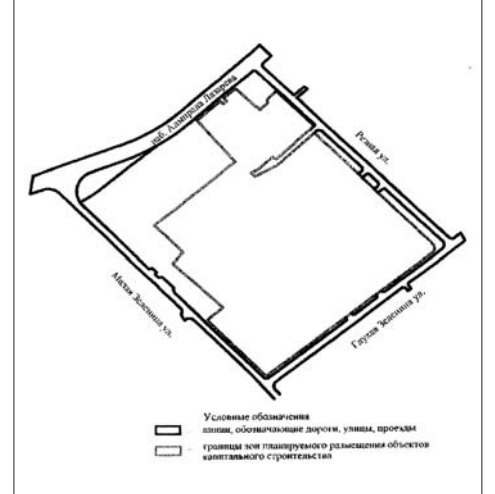 наб. Адмирала Лазарева
Резная ул.
Малая Зеленина ул.
Глухая Зеленина ул.
Условные обозначения
линии, обозначающие дороги, улицы, проезды
границы зон планируемого размещения объектов
капитального строительства